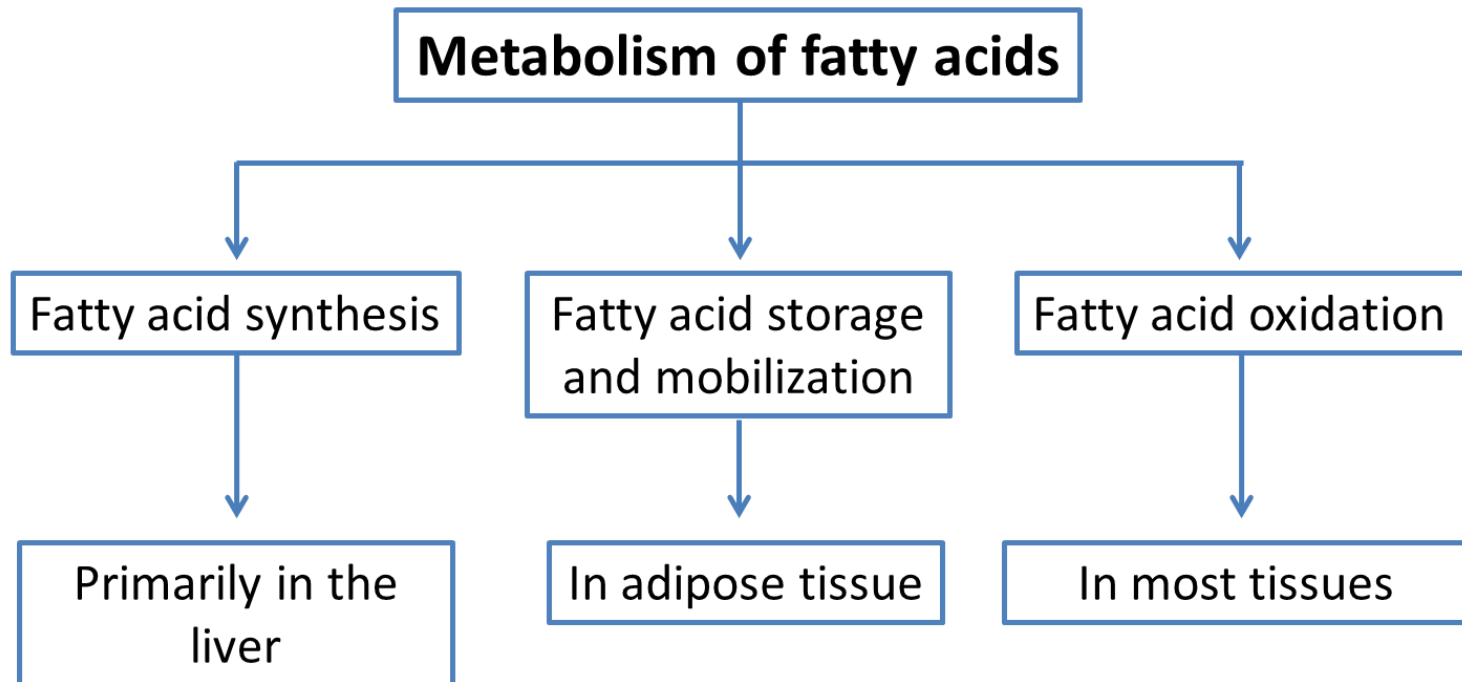 Metabolism of fatty acids
Fatty acid synthesis
Fatty acid storage
and mobilization
Fatty acid oxidation
Primarily in the
liver
In adipose tissue
In most tissues